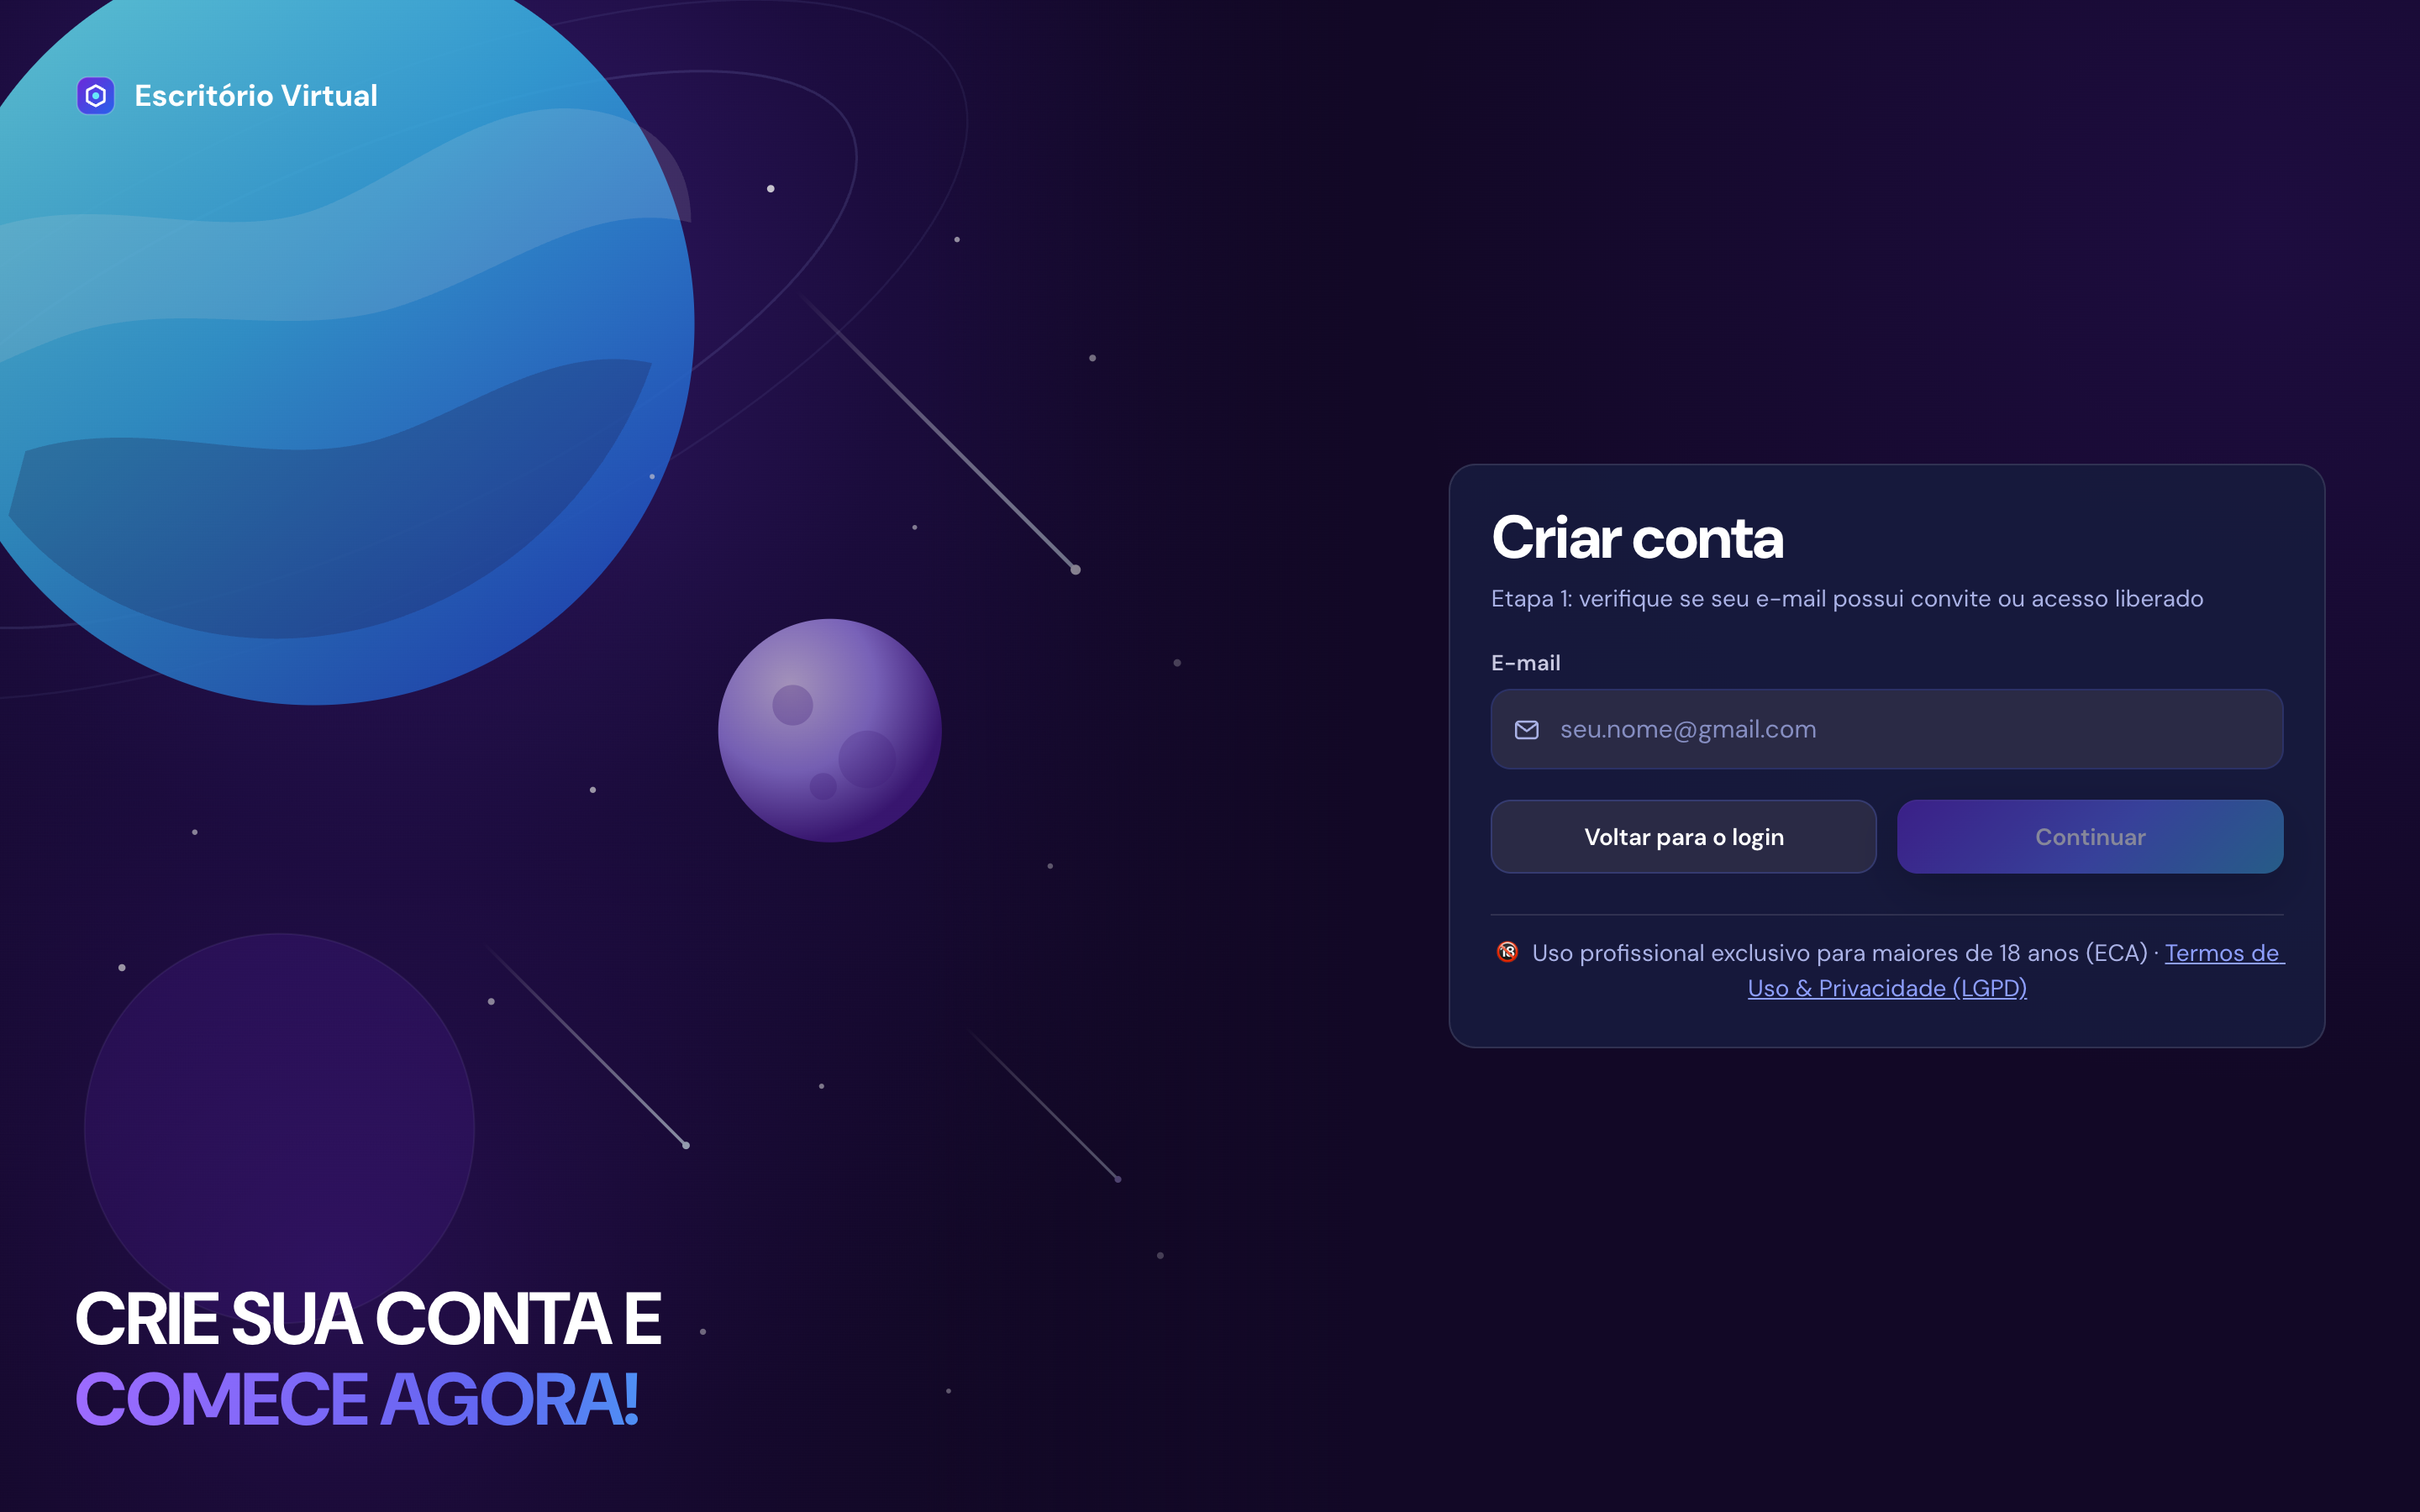 Escritório Virtual
CRIE SUA CONTA E
COMECE AGORA!
Criar conta
Etapa 1: verifique se seu e-mail possui convite ou acesso liberado
E-mail
seu.nome@gmail.com
Voltar para o login
Continuar
🔞 Uso profissional exclusivo para maiores de 18 anos (ECA) · Termos de
Uso & Privacidade (LGPD)